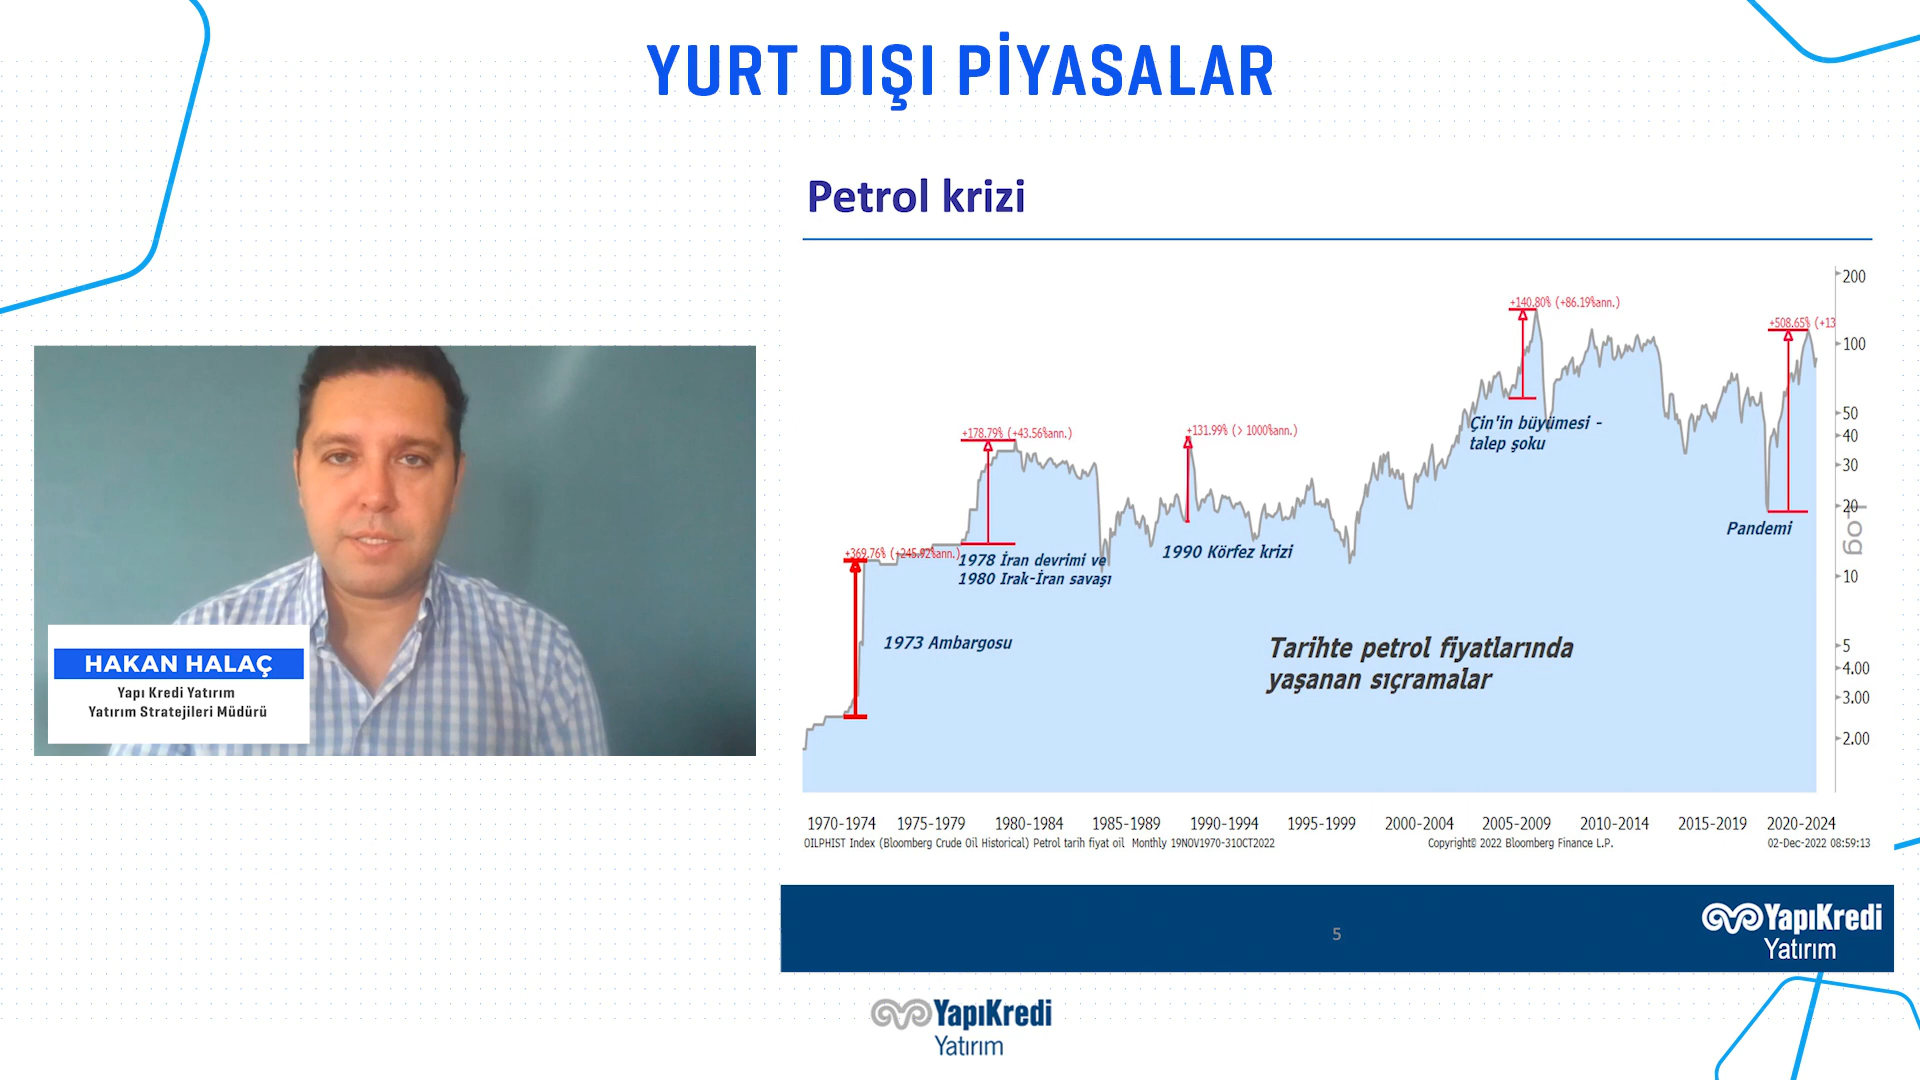 YURT DIŞI PİYASALAR
Petrol krizi
HAKAN HALAÇ
Yapı Kredi Yatırım
Yatırım Stratejileri Müdürü
+369.76% (+245.92%ann.)
1973 Ambargosu
+178.79% (+43.56%ann.)
1978 İran devrimi ve
1980 Irak-İran savaşı
+131.99% (> 1000%ann.)
1990 Körfez krizi
+140.80% (+86.19%ann.)
Çin'in büyümesi -
talep şoku
+508.65% (+13
Pandemi
Tarihte petrol fiyatlarında
yaşanan sıçramalar
200
100
50
40
30
20
10
5
4.00
3.00
2.00
Log
1970-1974 1975-1979 1980-1984 1985-1989 1990-1994 1995-1999 2000-2004 2005-2009 2010-2014 2015-2019 2020-2024
OILPHIST Index (Bloomberg Crude Oil Historical) Petrol tarih fiyat oil Monthly 19NOV1970-31OCT2022 Copyright© 2022 Bloomberg Finance L.P. 02-Dec-2022 08:59:13
5
YapıKredi
Yatırım
YapıKredi
Yatırım